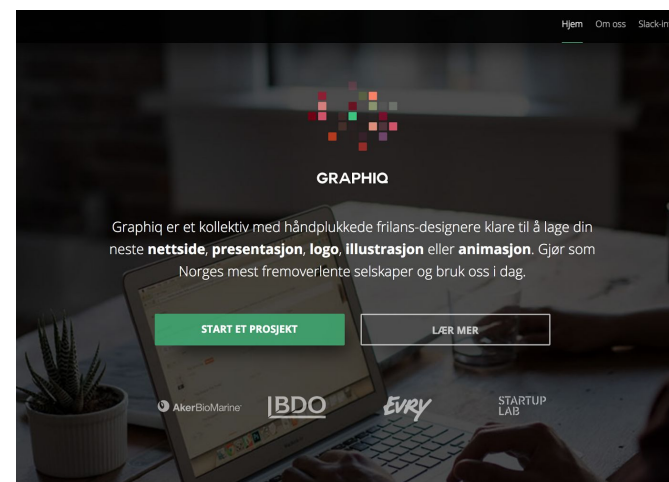 Hjem Om oss Slack-in
GRAPHIQ
Graphiq er et kollektiv med håndplukkede frilans-designere klare til å lage din
neste nettside, presentasjon, logo, illustrasjon eller animasjon. Gjør som
Norges mest fremoverlente selskaper og bruk oss i dag.
START ET PROSJEKT LÆR MER
AkerBioMarine IBDO EVRY STARTUP
LAB